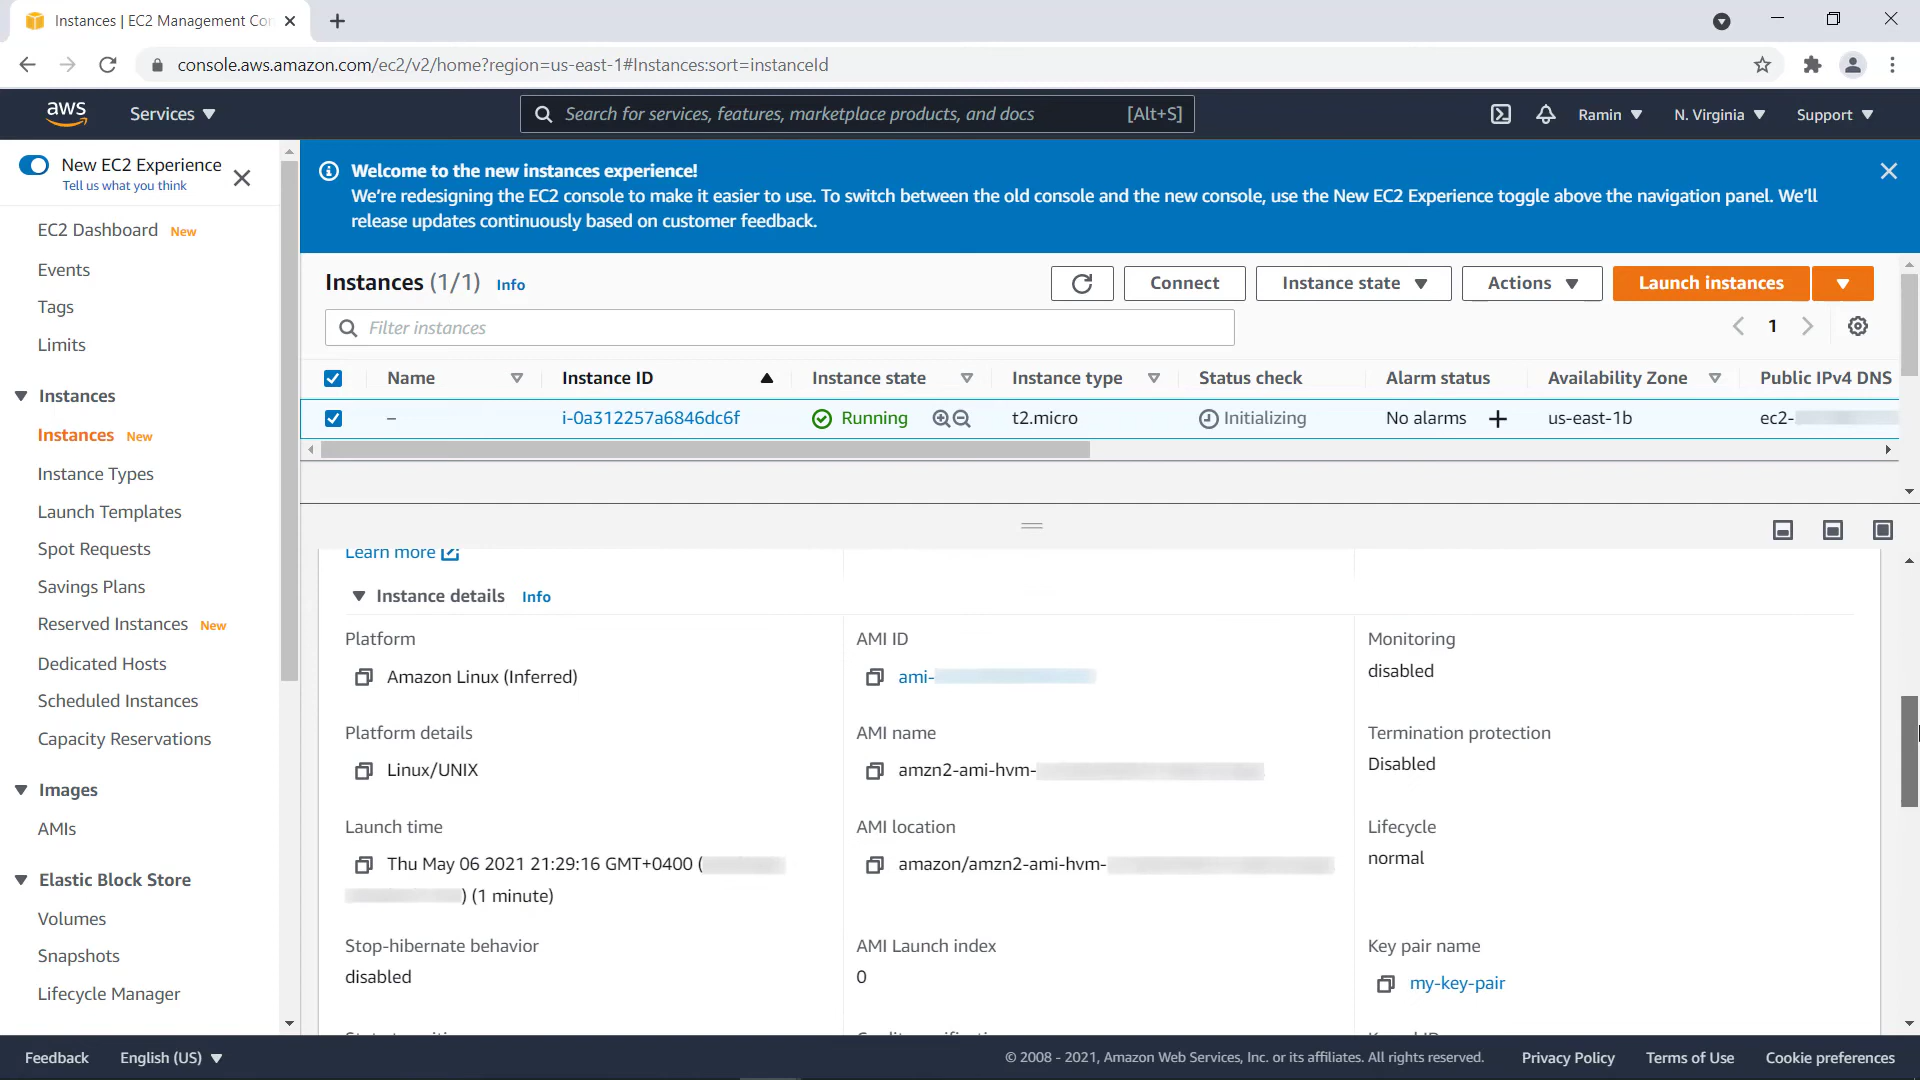 Instances | EC2 Management Con
console.aws.amazon.com/ec2/v2/home?region=us-east-1#Instances:sort=instanceId
aws
Services
Search for services, features, marketplace products, and docs
[Alt+S]
Ramin
N. Virginia
Support
New EC2 Experience
Tell us what you think
EC2 Dashboard New
Events
Tags
Limits
Instances
Instances New
Instance Types
Launch Templates
Spot Requests
Savings Plans
Reserved Instances New
Dedicated Hosts
Scheduled Instances
Capacity Reservations
Images
AMIs
Elastic Block Store
Volumes
Snapshots
Lifecycle Manager
Welcome to the new instances experience!
We're redesigning the EC2 console to make it easier to use. To switch between the old console and the new console, use the New EC2 Experience toggle above the navigation panel. We'll
release updates continuously based on customer feedback.
Instances (1/1) Info
Connect
Instance state
Actions
Launch instances
Filter instances
1
Name
Instance ID
Instance state
Instance type
Status check
Alarm status
Availability Zone
Public IPv4 DNS
–
i-0a312257a6846dc6f
Running
t2.micro
Initializing
No alarms
us-east-1b
ec2-
Learn more
Instance details Info
Platform
Amazon Linux (Inferred)
AMI ID
ami-
Monitoring
disabled
Platform details
Linux/UNIX
AMI name
amzn2-ami-hvm-
Termination protection
Disabled
Launch time
Thu May 06 2021 21:29:16 GMT+0400 (
) (1 minute)
AMI location
amazon/amzn2-ami-hvm-
Lifecycle
normal
Stop-hibernate behavior
disabled
AMI Launch index
0
Key pair name
my-key-pair
Feedback
English (US)
© 2008 - 2021, Amazon Web Services, Inc. or its affiliates. All rights reserved.
Privacy Policy
Terms of Use
Cookie preferences